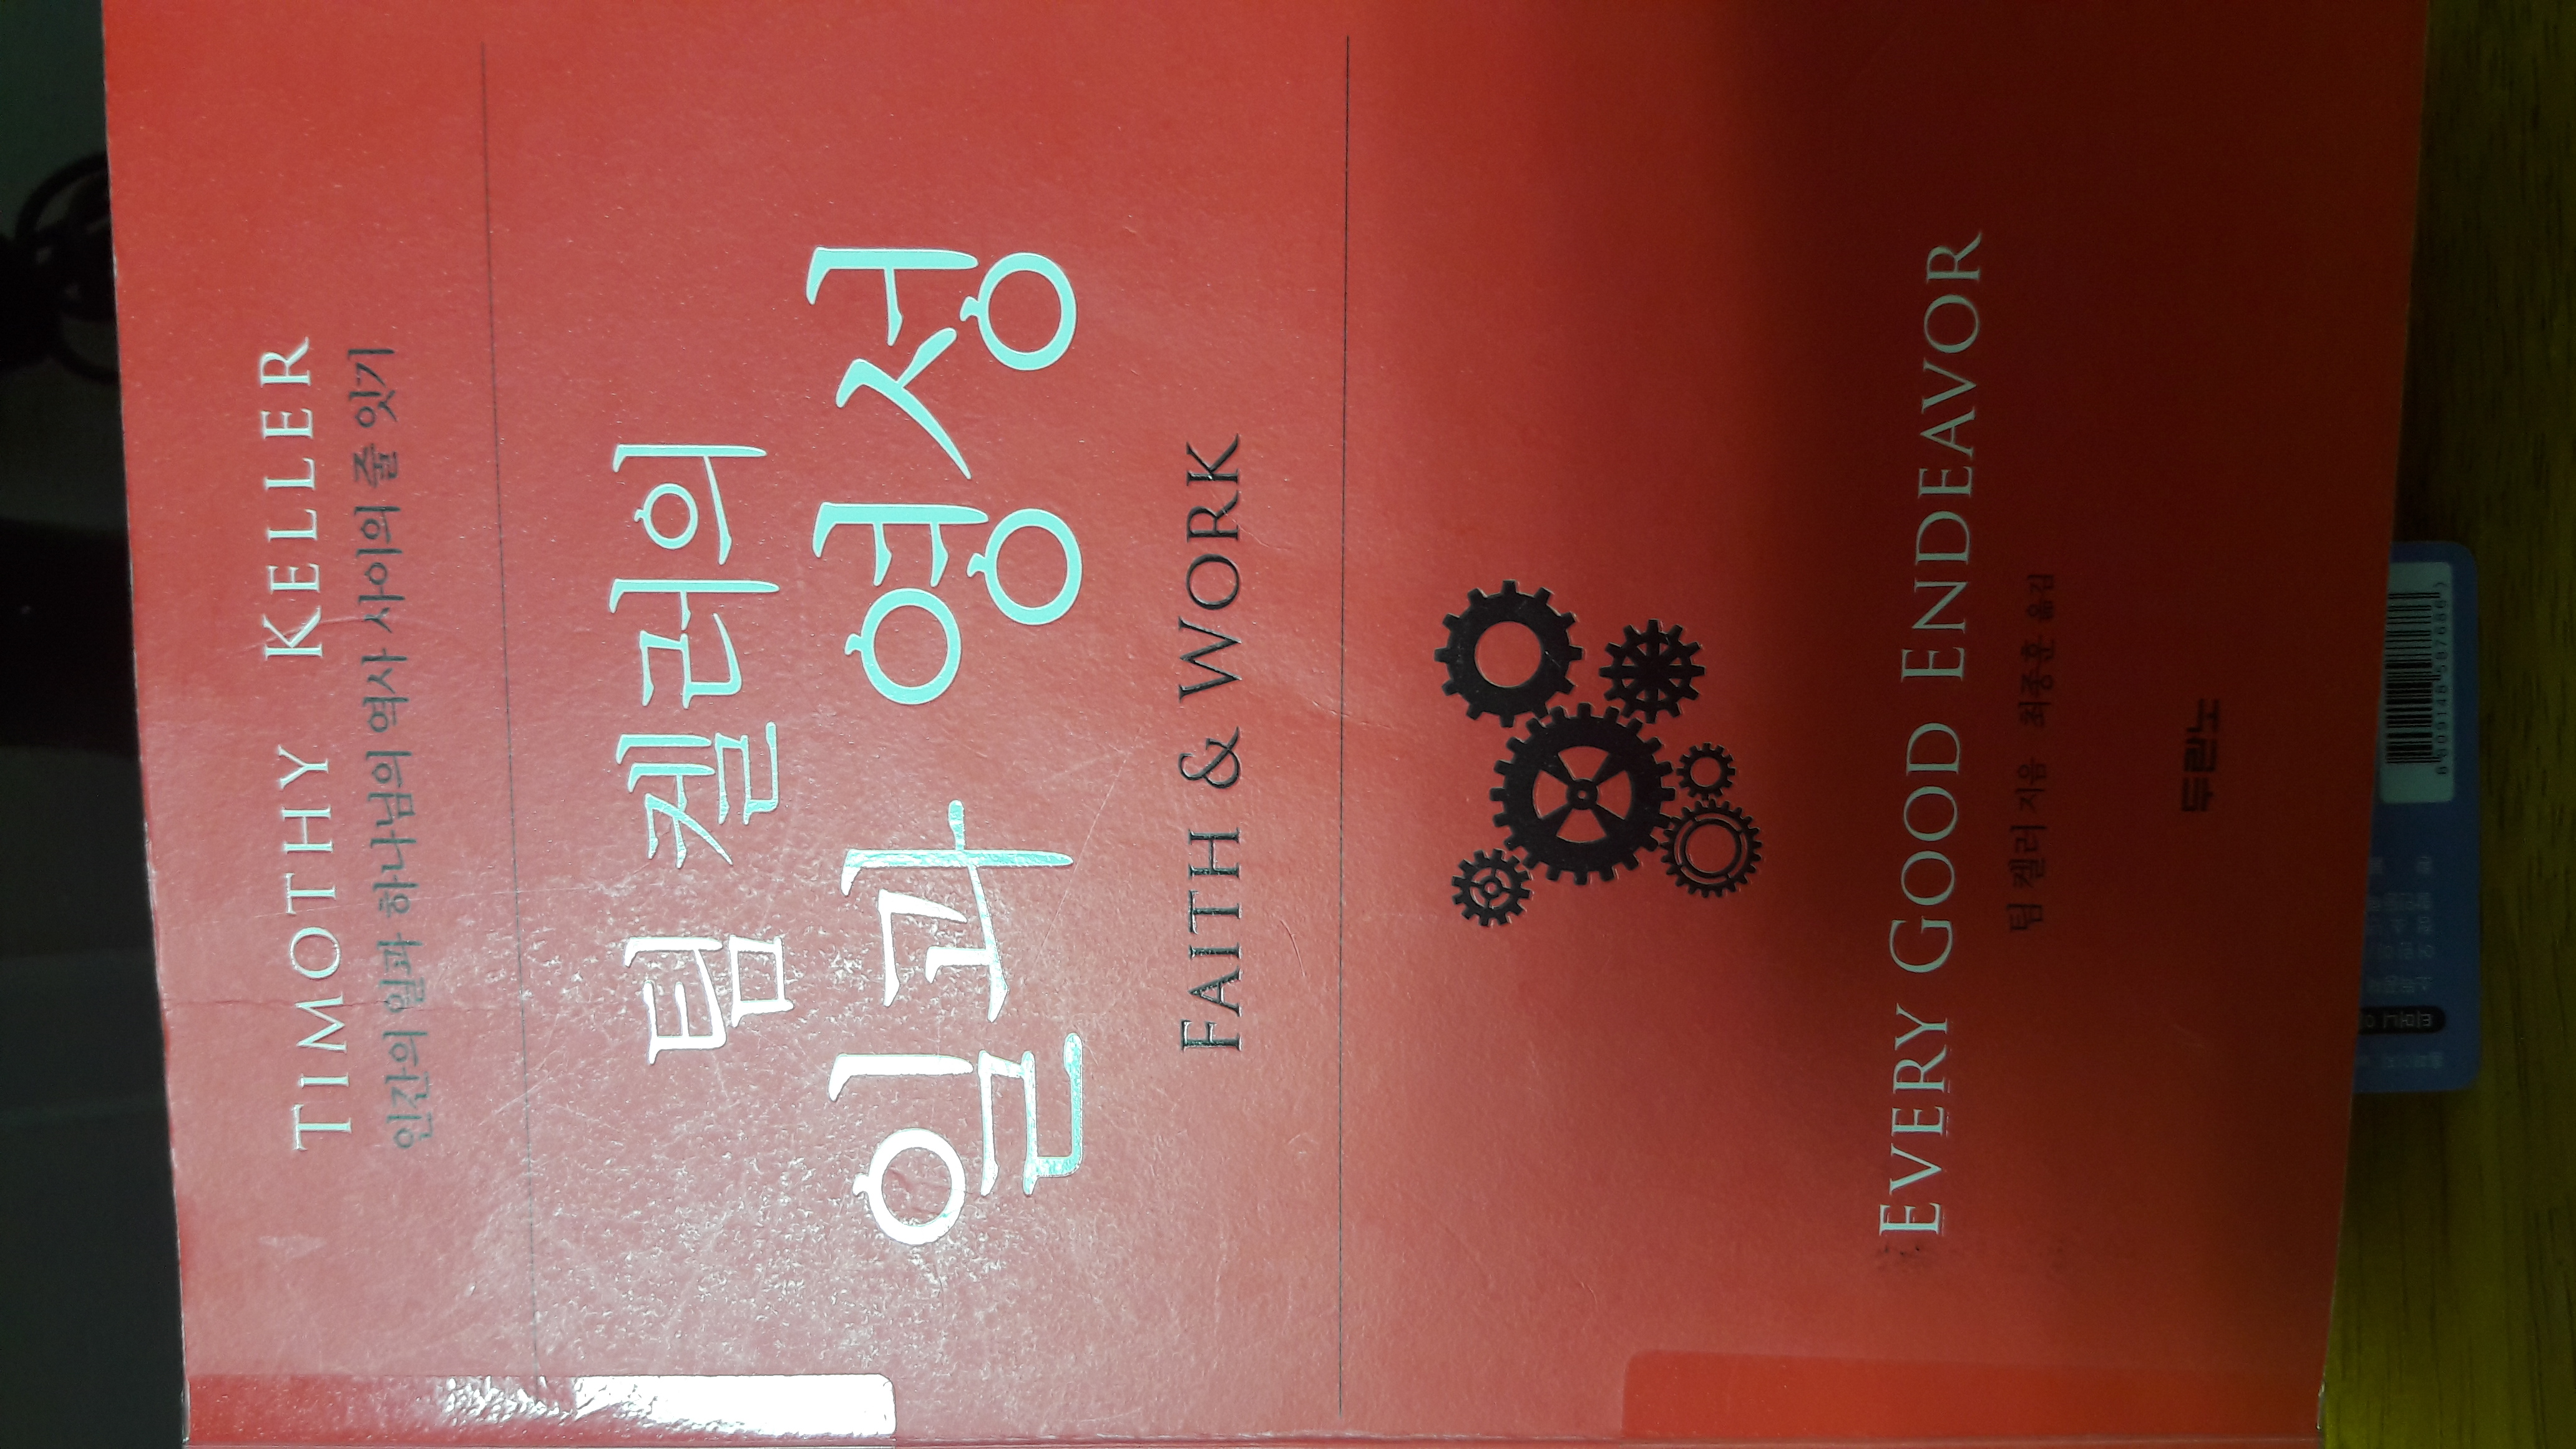 TIMOTHY KELLER
인간의 일과 하나님의 역사 사이의 줄 잇기
팀 켈러의
일과 영성
FAITH & WORK
EVERY GOOD ENDEAVOR
팀 켈러 지음 최종훈 옮김
두란노